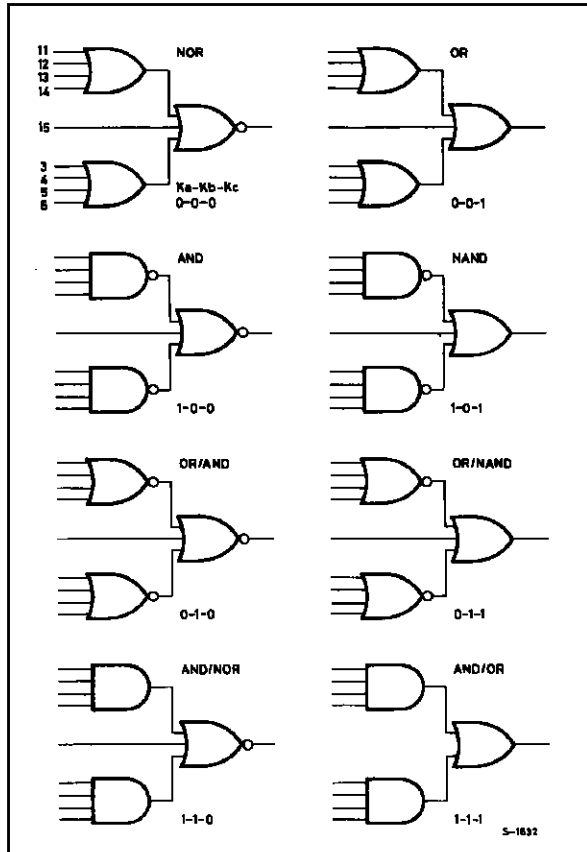 NOR
11
12
13
14
15
3
4
5
6
Ka-Kb-Kc
0-0-0
OR
0-0-1
AND
1-0-0
NAND
1-0-1
OR/AND
0-1-0
OR/NAND
0-1-1
AND/NOR
1-1-0
AND/OR
1-1-1
S-1632